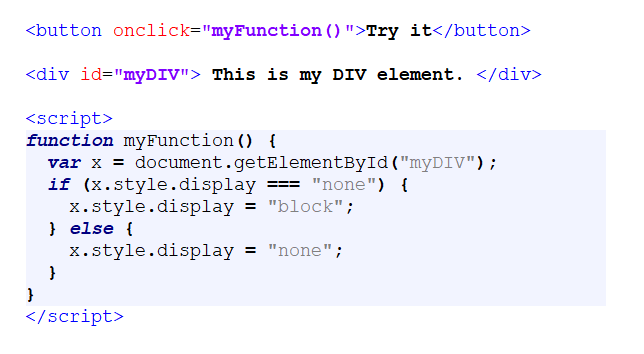 <button onclick="myFunction()">Try it</button>
<div id="myDIV"> This is my DIV element. </div>
<script>
function myFunction() {
  var x = document.getElementById("myDIV");
  if (x.style.display === "none") {
    x.style.display = "block";
  } else {
    x.style.display = "none";
  }
}
</script>